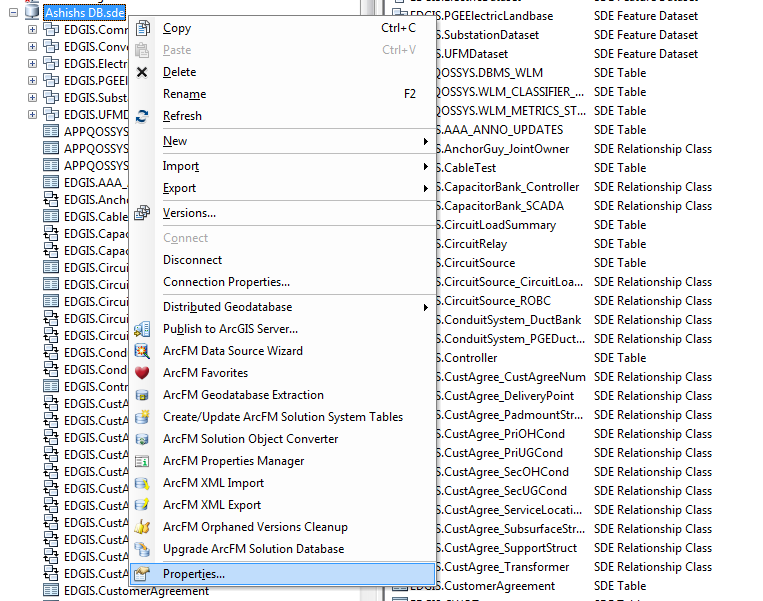 Ashishs DB.sde
EDGIS.Comr
EDGIS.Conve
EDGIS.Electr
EDGIS.PGEEl
EDGIS.Subst
EDGIS.UFMD
APPQOSSYS
APPQOSSYS
APPQOSSYS
EDGIS.AAA_
EDGIS.Ancho
EDGIS.Cable
EDGIS.Capac
EDGIS.Capac
EDGIS.Circui
EDGIS.Circui
EDGIS.Circui
EDGIS.Circui
EDGIS.Circui
EDGIS.Cond
EDGIS.Cond
EDGIS.Contr
EDGIS.CustA
EDGIS.CustA
EDGIS.CustA
EDGIS.CustA
EDGIS.CustA
EDGIS.CustA
EDGIS.CustA
EDGIS.CustA
EDGIS.CustA
EDGIS.CustA
EDGIS.CustA
EDGIS.CustomerAgreement
Copy Ctrl+C
Paste Ctrl+V
Delete
Rename F2
Refresh
New
Import
Export
Versions...
Connect
Disconnect
Connection Properties...
Distributed Geodatabase
Publish to ArcGIS Server...
ArcFM Data Source Wizard
ArcFM Favorites
ArcFM Geodatabase Extraction
Create/Update ArcFM Solution System Tables
ArcFM Solution Object Converter
ArcFM Properties Manager
ArcFM XML Import
ArcFM XML Export
ArcFM Orphaned Versions Cleanup
Upgrade ArcFM Solution Database
Properties...
S.PGEElectricLandbase SDE Feature Dataset
S.SubstationDataset SDE Feature Dataset
S.UFMDataset SDE Feature Dataset
QOSSYS.DBMS_WLM SDE Table
QOSSYS.WLM_CLASSIFIER_... SDE Table
QOSSYS.WLM_METRICS_ST... SDE Table
S.AAA_ANNO_UPDATES SDE Table
S.AnchorGuy_JointOwner SDE Relationship Class
S.CableTest SDE Table
S.CapacitorBank_Controller SDE Relationship Class
S.CapacitorBank_SCADA SDE Relationship Class
S.CircuitLoadSummary SDE Table
S.CircuitRelay SDE Table
S.CircuitSource SDE Table
S.CircuitSource_CircuitLoa... SDE Relationship Class
S.CircuitSource_ROBC SDE Relationship Class
S.ConduitSystem_DuctBank SDE Relationship Class
S.ConduitSystem_PGEDuct... SDE Relationship Class
S.Controller SDE Table
S.CustAgree_CustAgreeNum SDE Relationship Class
S.CustAgree_DeliveryPoint SDE Relationship Class
S.CustAgree_PadmountStr... SDE Relationship Class
S.CustAgree_PriOHCond SDE Relationship Class
S.CustAgree_PriUGCond SDE Relationship Class
S.CustAgree_SecOHCond SDE Relationship Class
S.CustAgree_SecUGCond SDE Relationship Class
S.CustAgree_ServiceLocati... SDE Relationship Class
S.CustAgree_SubsurfaceStr... SDE Relationship Class
S.CustAgree_SupportStruct SDE Relationship Class
S.CustAgree_Transformer SDE Relationship Class
S.CustomerAgreement SDE Table